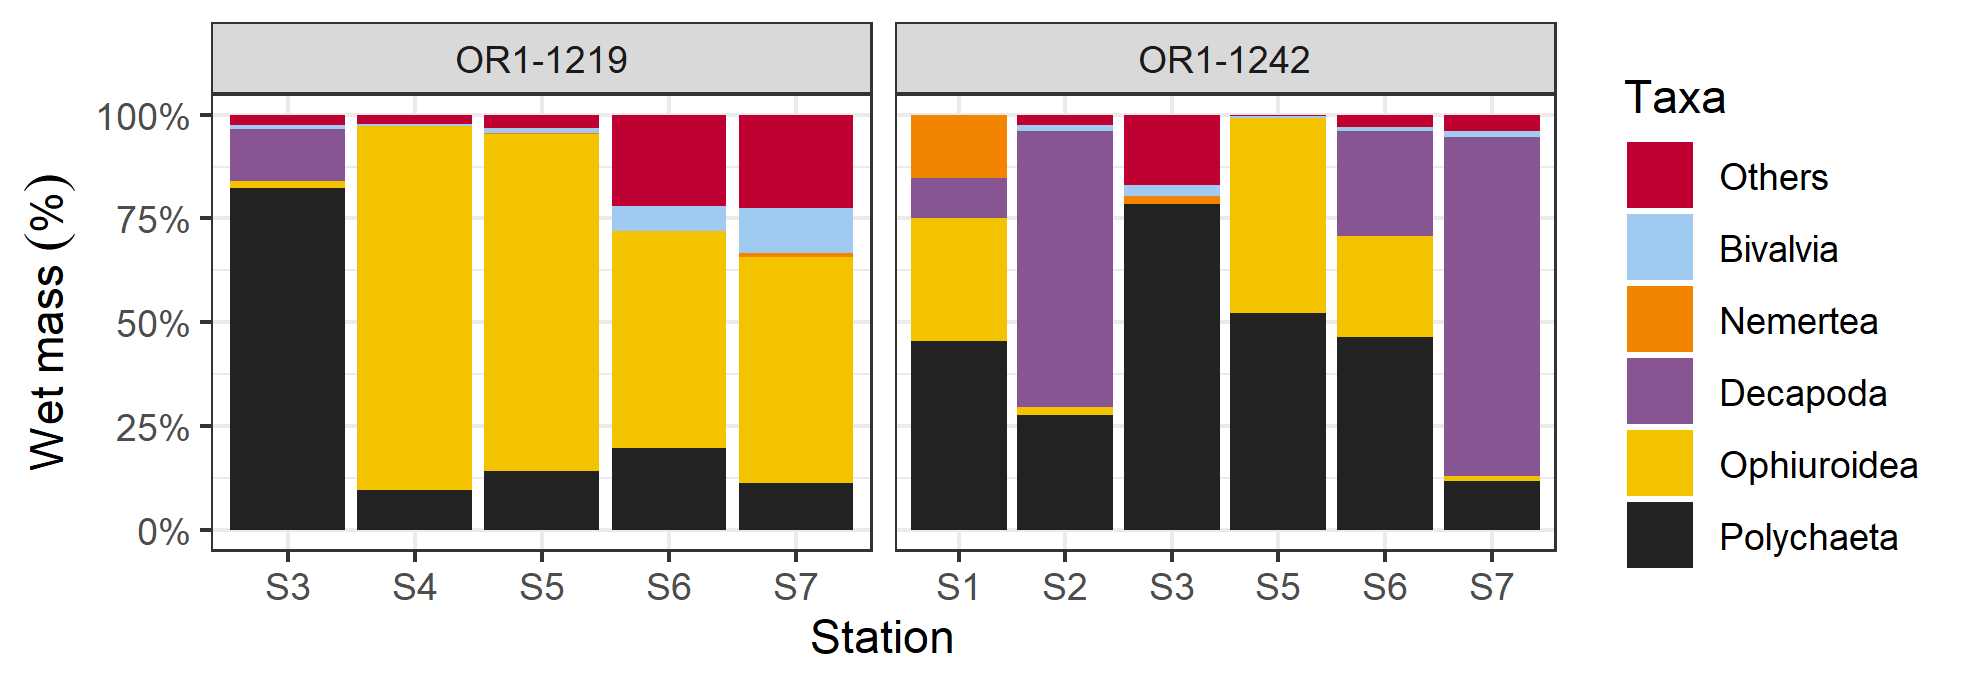 OR1-1219 OR1-1242
Taxa
100%
75%
50%
25%
0%
Wet mass (%)
Others
Bivalvia
Nemertea
Decapoda
Ophiuroidea
Polychaeta
S3 S4 S5 S6 S7 S1 S2 S3 S5 S6 S7
Station